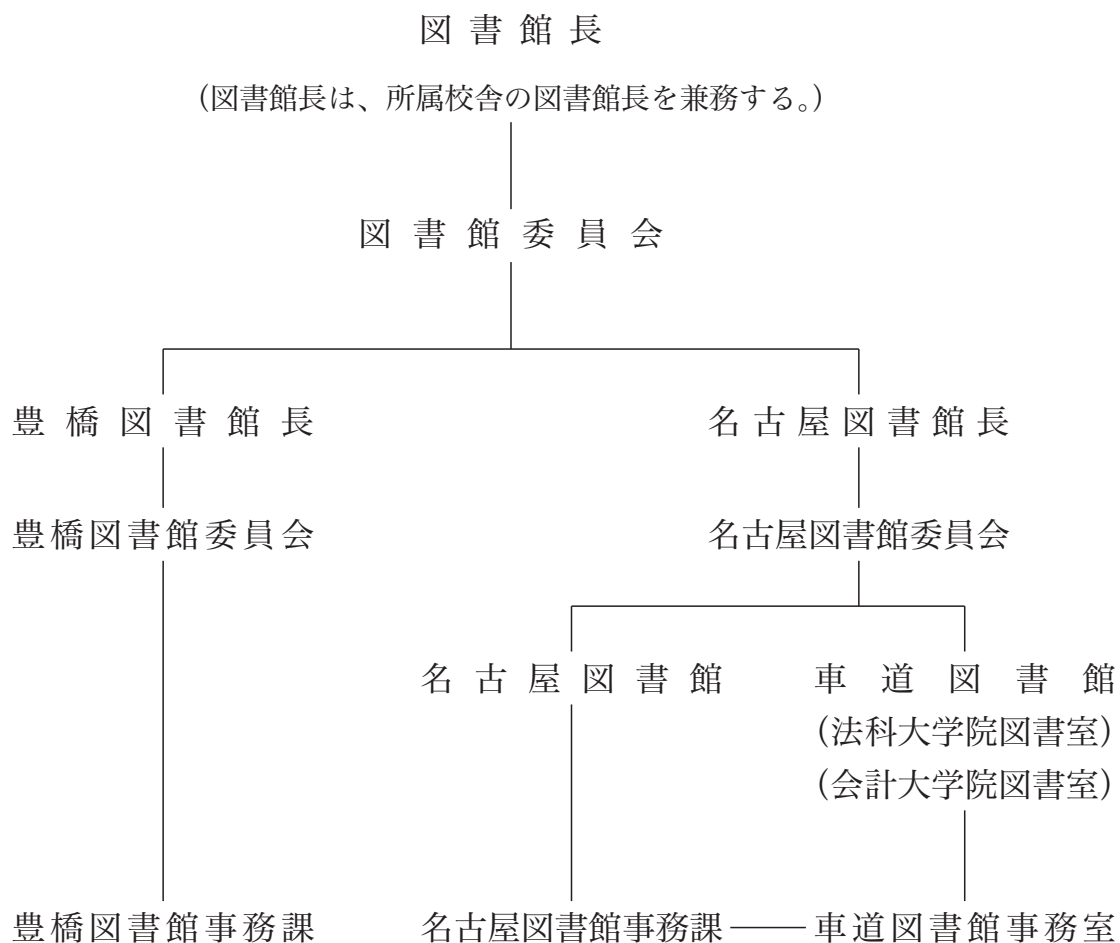 図書館長
(図書館長は、所属校舎の図書館長を兼務する。)
図書館委員会
豊橋図書館長
名古屋図書館長
豊橋図書館委員会
名古屋図書館委員会
名古屋図書館
車道図書館
(法科大学院図書室)
(会計大学院図書室)
豊橋図書館事務課
名古屋図書館事務課
車道図書館事務室